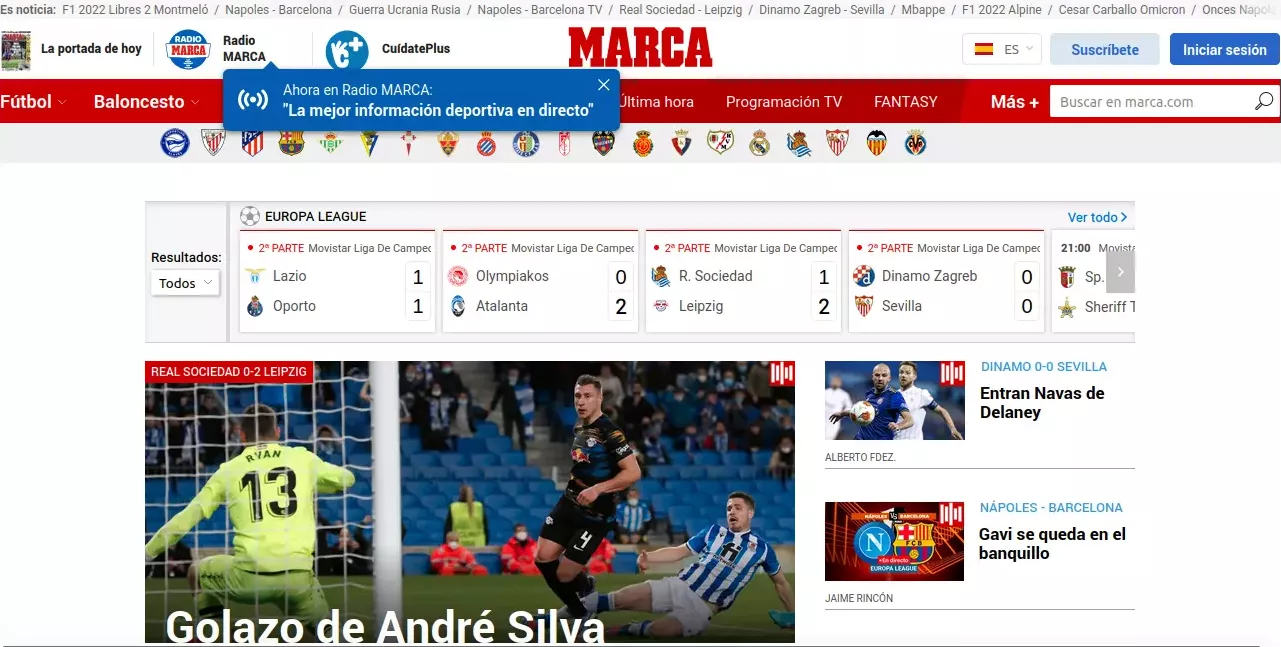 Es noticia: F1 2022 Libres 2 Montmeló / Napoles - Barcelona / Guerra Ucrania Rusia / Napoles - Barcelona TV / Real Sociedad - Leipzig / Dinamo Zagreb - Sevilla / Mbappe / F1 2022 Alpine / Cesar Carballo Omicron / Onces
La portada de hoy
RADIO
MARCA
Radio
MARCA
CuídatePlus
MARCA
ES
Suscríbete
Iniciar sesión
Fútbol
Baloncesto
Ahora en Radio MARCA:
"La mejor información deportiva en directo"
Última hora
Programación TV
FANTASY
Más +
Buscar en marca.com
EUROPA LEAGUE
Ver todo
Resultados:
Todos
2ª PARTE Movistar Liga De Campeo
Lazio 1
Oporto 1
2ª PARTE Movistar Liga De Campeo
Olympiakos 0
Atalanta 2
2ª PARTE Movistar Liga De Campeo
R. Sociedad 1
Leipzig 2
2ª PARTE Movistar Liga De Campeo
Dinamo Zagreb 0
Sevilla 0
21:00 Movista
Sp.
Sheriff T
REAL SOCIEDAD 0-2 LEIPZIG
RYAN
13
4
Golazo de André Silva
DINAMO 0-0 SEVILLA
Entran Navas de
Delaney
ALBERTO FDEZ.
NÁPOLES VS BARCELONA
N
FCB
En directo
EUROPA LEAGUE
NÁPOLES - BARCELONA
Gavi se queda en el
banquillo
JAIME RINCÓN